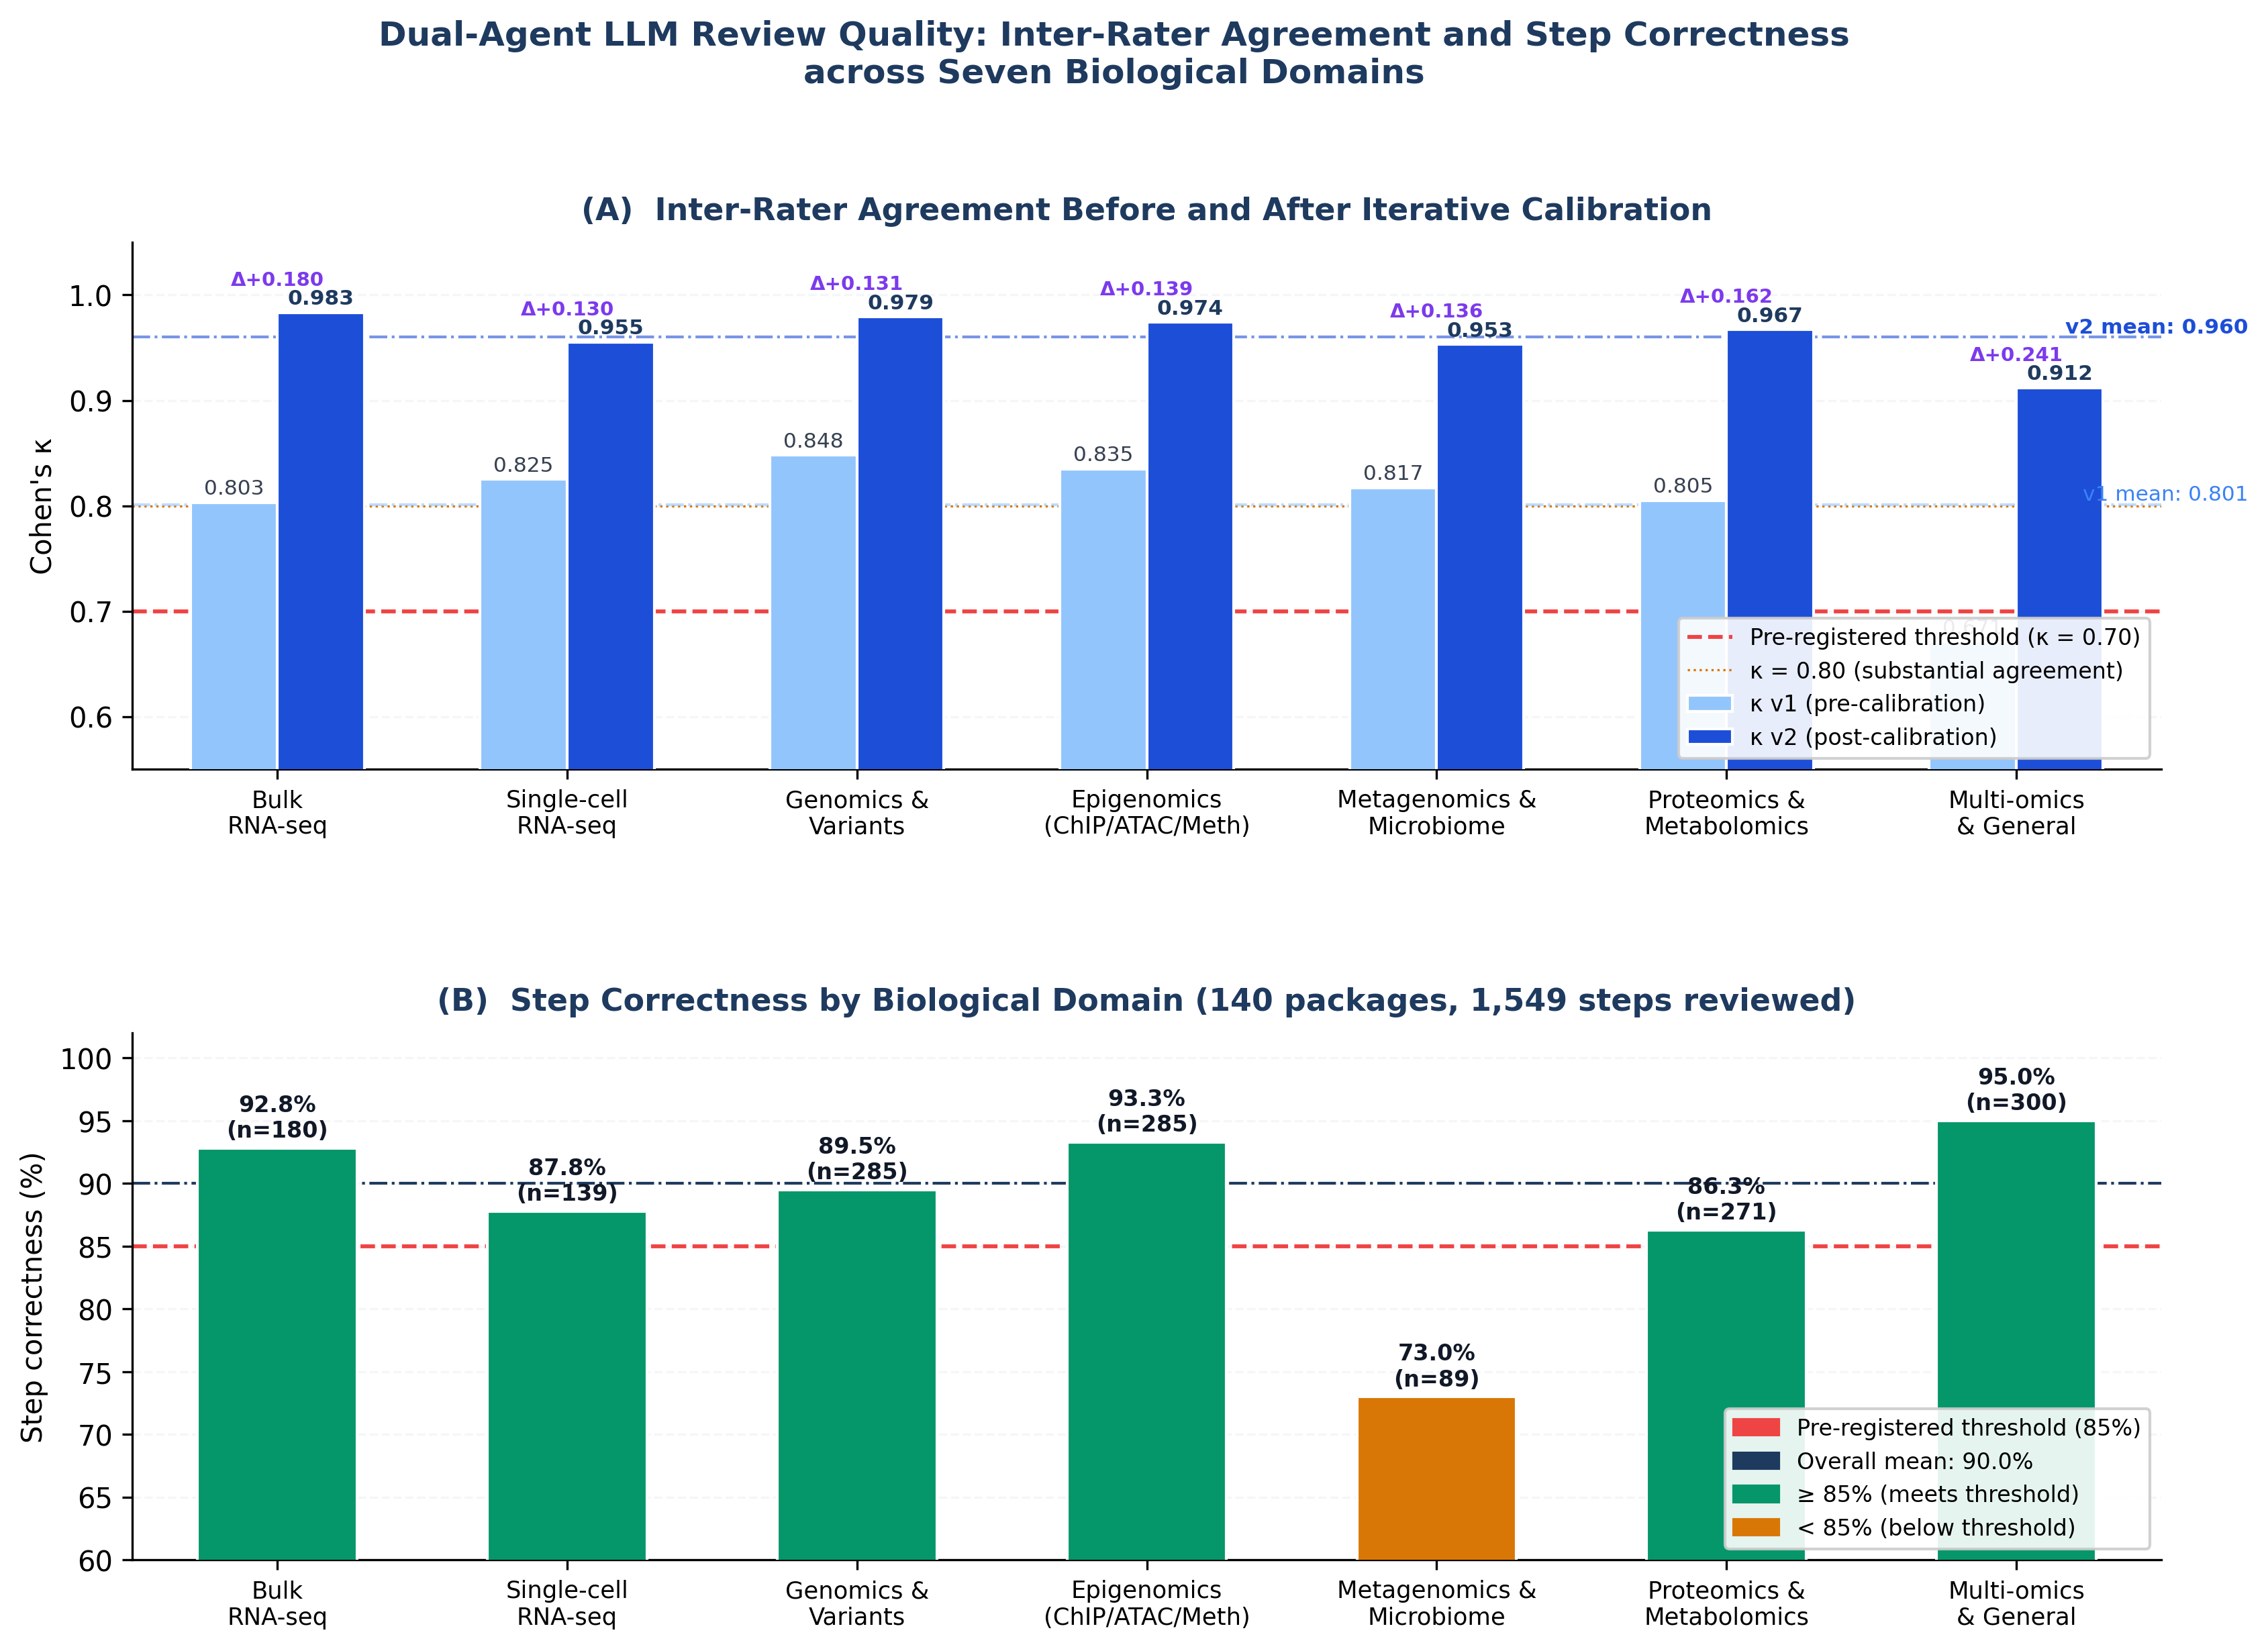 Dual-Agent LLM Review Quality: Inter-Rater Agreement and Step Correctness
across Seven Biological Domains
(A)  Inter-Rater Agreement Before and After Iterative Calibration
Cohen's κ
1.0
0.9
0.8
0.7
0.6
Δ+0.180
0.983
0.803
Δ+0.130
0.955
0.825
Δ+0.131
0.979
0.848
Δ+0.139
0.974
0.835
Δ+0.136
0.953
0.817
Δ+0.162
0.967
0.805
Δ+0.241
0.912
0.671
v2 mean: 0.960
v1 mean: 0.801
Pre-registered threshold (κ = 0.70)
κ = 0.80 (substantial agreement)
κ v1 (pre-calibration)
κ v2 (post-calibration)
Bulk
RNA-seq
Single-cell
RNA-seq
Genomics &
Variants
Epigenomics
(ChIP/ATAC/Meth)
Metagenomics &
Microbiome
Proteomics &
Metabolomics
Multi-omics
& General
(B)  Step Correctness by Biological Domain (140 packages, 1,549 steps reviewed)
Step correctness (%)
100
95
90
85
80
75
70
65
60
92.8%
(n=180)
87.8%
(n=139)
89.5%
(n=285)
93.3%
(n=285)
73.0%
(n=89)
86.3%
(n=271)
95.0%
(n=300)
Pre-registered threshold (85%)
Overall mean: 90.0%
≥ 85% (meets threshold)
< 85% (below threshold)
Bulk
RNA-seq
Single-cell
RNA-seq
Genomics &
Variants
Epigenomics
(ChIP/ATAC/Meth)
Metagenomics &
Microbiome
Proteomics &
Metabolomics
Multi-omics
& General